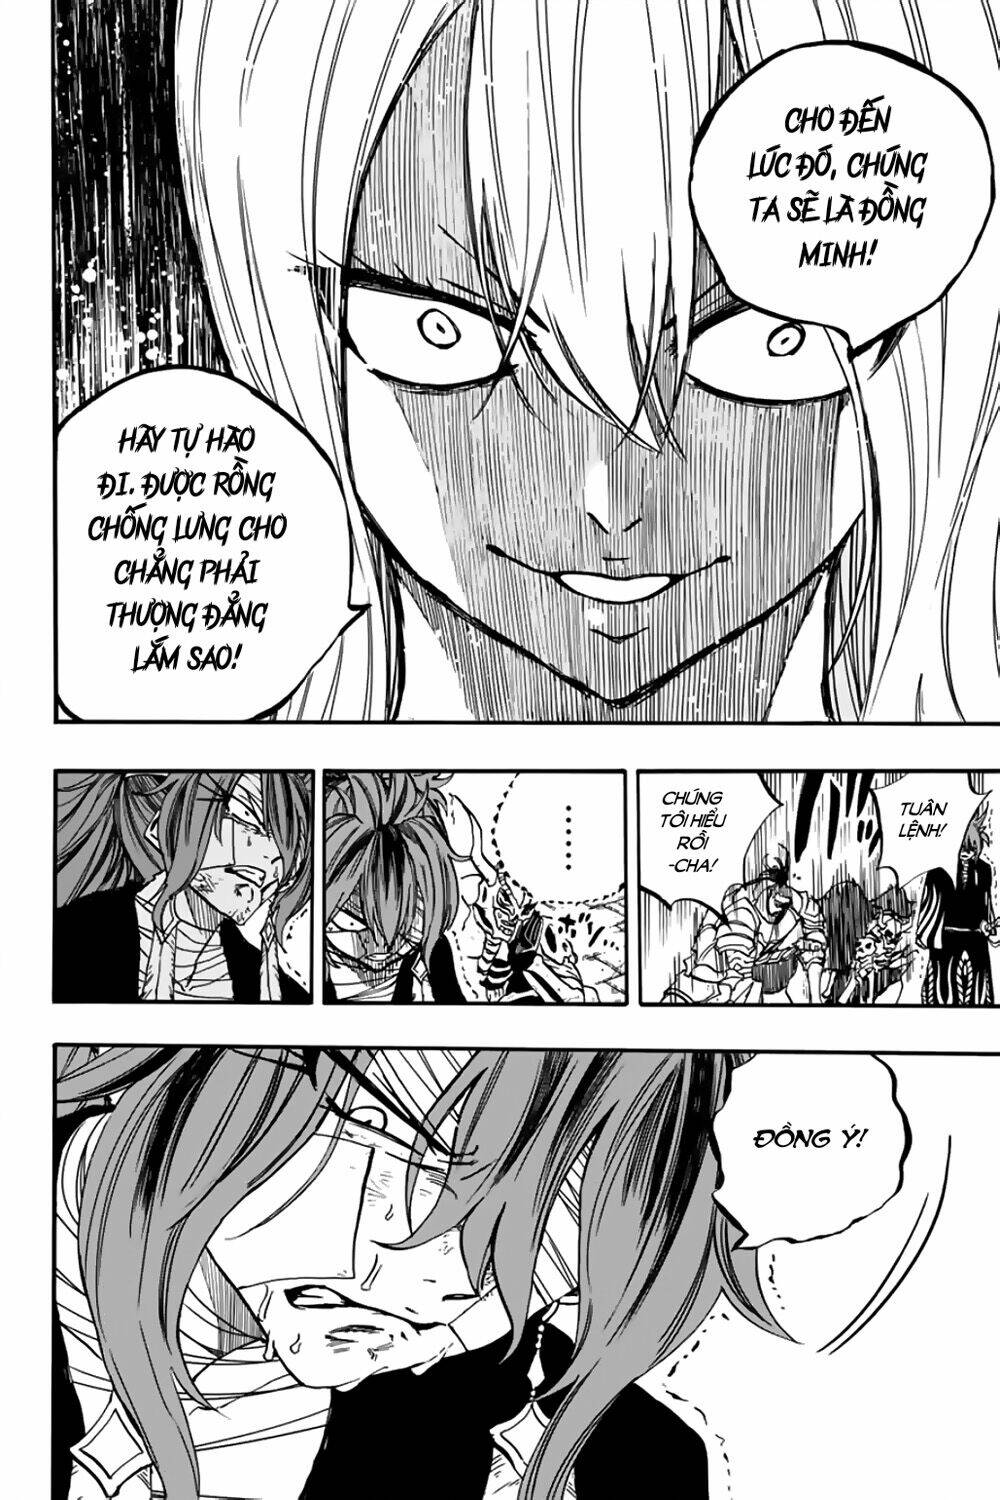 CHO ĐẾN
LÚC ĐÓ, CHÚNG
TA SẼ LÀ ĐỒNG
MINH!
HÃY TỰ HÀO
ĐI. ĐƯỢC RỒNG
CHỐNG LƯNG CHO
CHẲNG PHẢI
THƯỢNG ĐẲNG
LẮM SAO!
...
CHÚNG
TÔI HIỂU
RỒI
-CHA!
TUÂN
LỆNH!
ĐỒNG Ý!